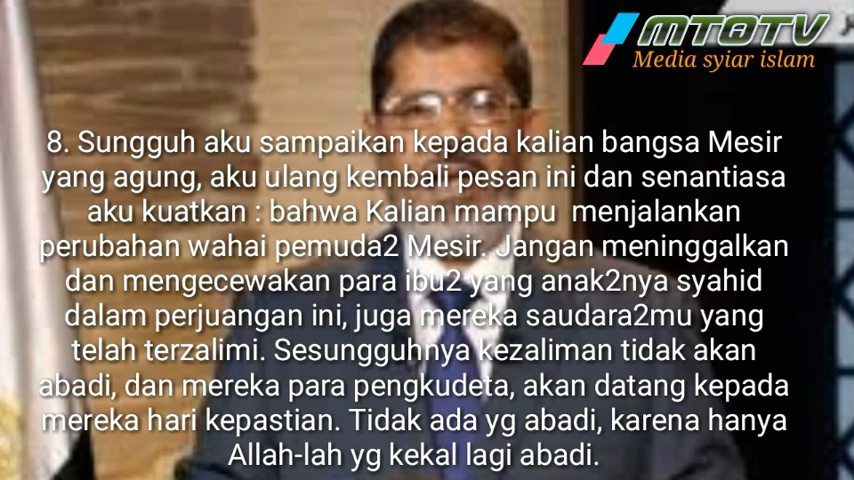 MTQTV
Media syiar islam
8. Sungguh aku sampaikan kepada kalian bangsa Mesir
yang agung, aku ulang kembali pesan ini dan senantiasa
aku kuatkan : bahwa Kalian mampu menjalankan
perubahan wahai pemuda2 Mesir. Jangan meninggalkan
dan mengecewakan para ibu2 yang anak2nya syahid
dalam perjuangan ini, juga mereka saudara2mu yang
telah terzalimi. Sesungguhnya kezaliman tidak akan
abadi, dan mereka para pengkudeta, akan datang kepada
mereka hari kepastian. Tidak ada yg abadi, karena hanya
Allah-lah yg kekal lagi abadi.